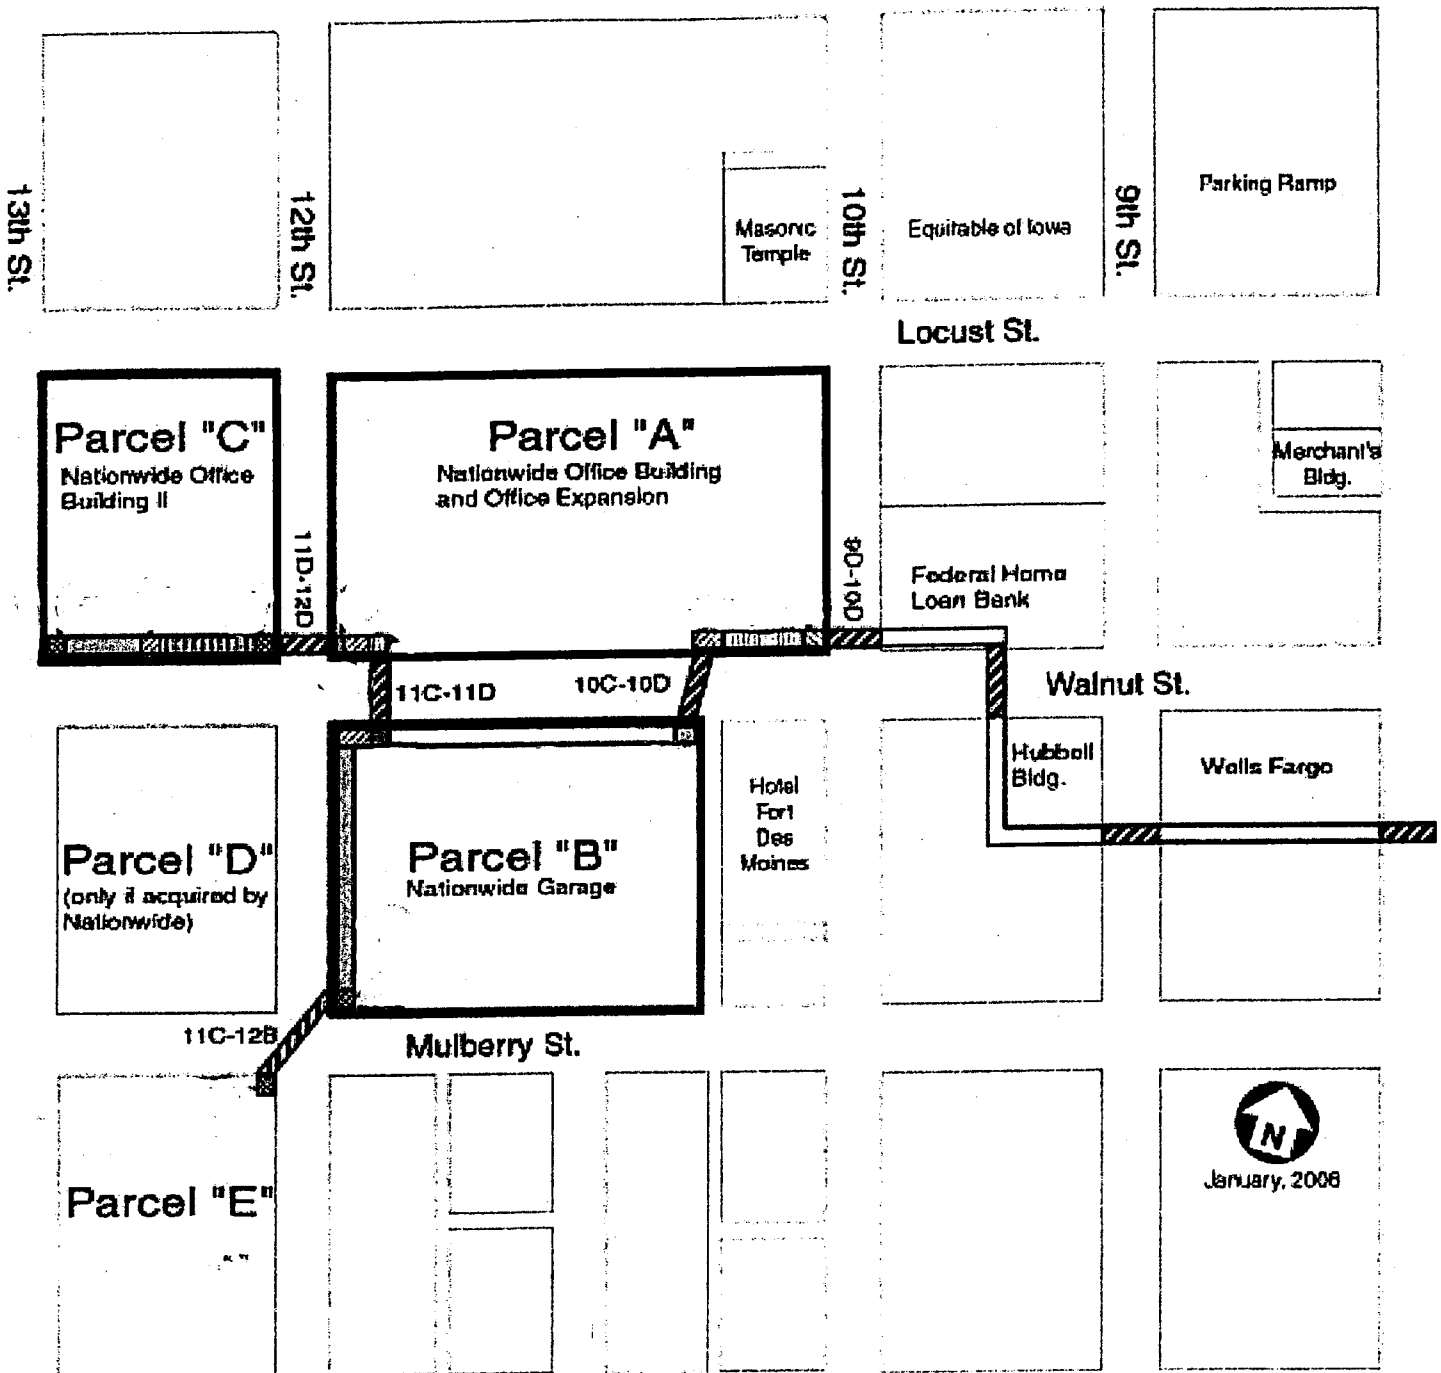 13th St.
12th St.
Masonic
Temple
10th St.
Equitable of Iowa
9th St.
Parking Ramp
Locust St.
Parcel "C"
Nationwide Office
Building II
11D-12D
Parcel "A"
Nationwide Office Building
and Office Expansion
9D-10D
Federal Home
Loan Bank
Merchant's
Bldg.
11C-11D
10C-10D
Walnut St.
Parcel "D"
(only if acquired by
Nationwide)
Parcel "B"
Nationwide Garage
Hotel
Fort
Des
Moines
Hubbell
Bldg.
Wells Fargo
11C-12B
Mulberry St.
Parcel "E"
N
January, 2006